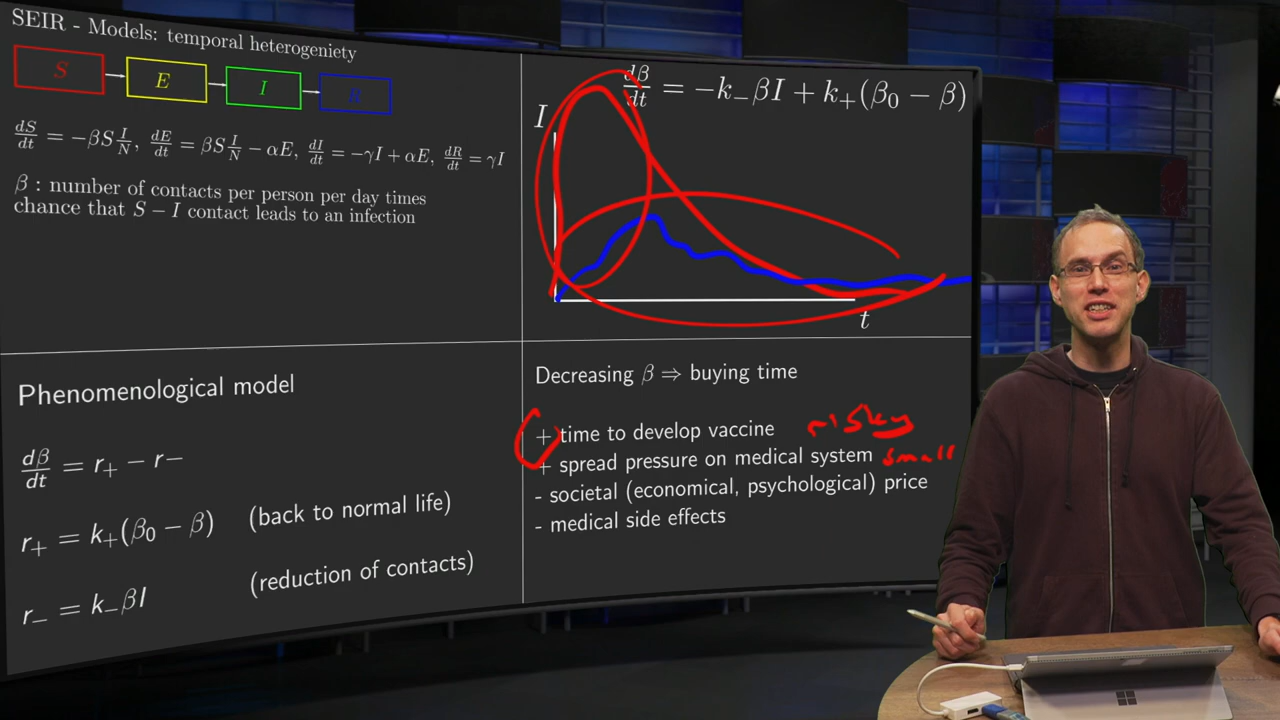 SEIR - Models: temporal heterogeniety
S E I R
dS/dt = −βS I/N, dE/dt = βS I/N − αE, dI/dt = −γI + αE, dR/dt = γI
β : number of contacts per person per day times
chance that S − I contact leads to an infection
dβ/dt = −k₋βI + k₊(β₀ − β)
I
t
Phenomenological model
dβ/dt = r₊ − r−
r₊ = k₊(β₀ − β) (back to normal life)
r₋ = k₋βI (reduction of contacts)
Decreasing β ⇒ buying time
+ time to develop vaccine risky
+ spread pressure on medical system small
- societal (economical, psychological) price
- medical side effects